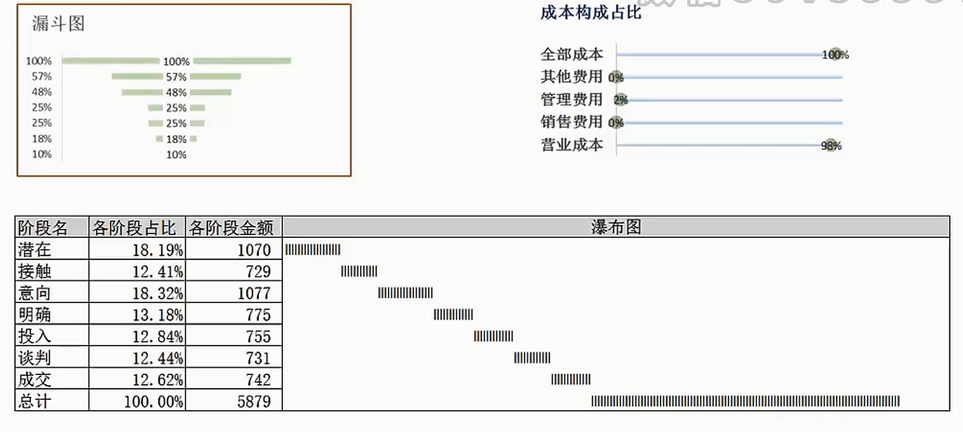 漏斗图
100% 100%
57% 57%
48% 48%
25% 25%
25% 25%
18% 18%
10% 10%
成本构成占比
全部成本 100%
其他费用 0%
管理费用 2%
销售费用 0%
营业成本 98%
阶段名 各阶段占比 各阶段金额 瀑布图
潜在 18.19% 1070
接触 12.41% 729
意向 18.32% 1077
明确 13.18% 775
投入 12.84% 755
谈判 12.44% 731
成交 12.62% 742
总计 100.00% 5879